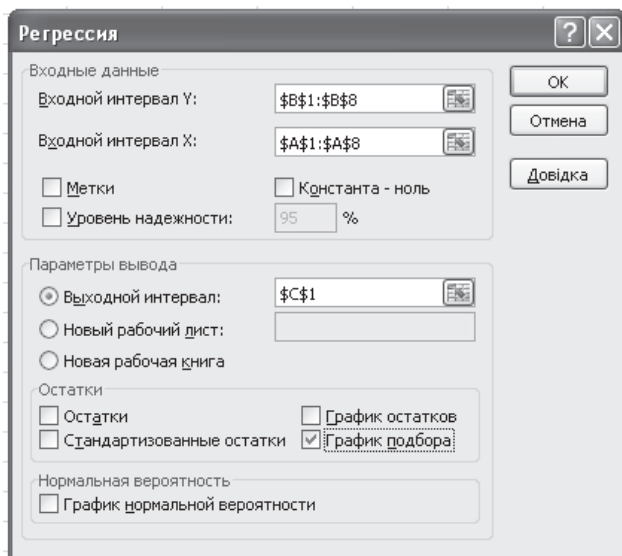 Регрессия
Входные данные
Входной интервал Y: $B$1:$B$8
Входной интервал X: $A$1:$A$8
Метки Константа - ноль
Уровень надежности: 95 %
OK
Отмена
Довідка
Параметры вывода
Выходной интервал: $C$1
Новый рабочий лист:
Новая рабочая книга
Остатки
Остатки График остатков
Стандартизованные остатки График подбора
Нормальная вероятность
График нормальной вероятности